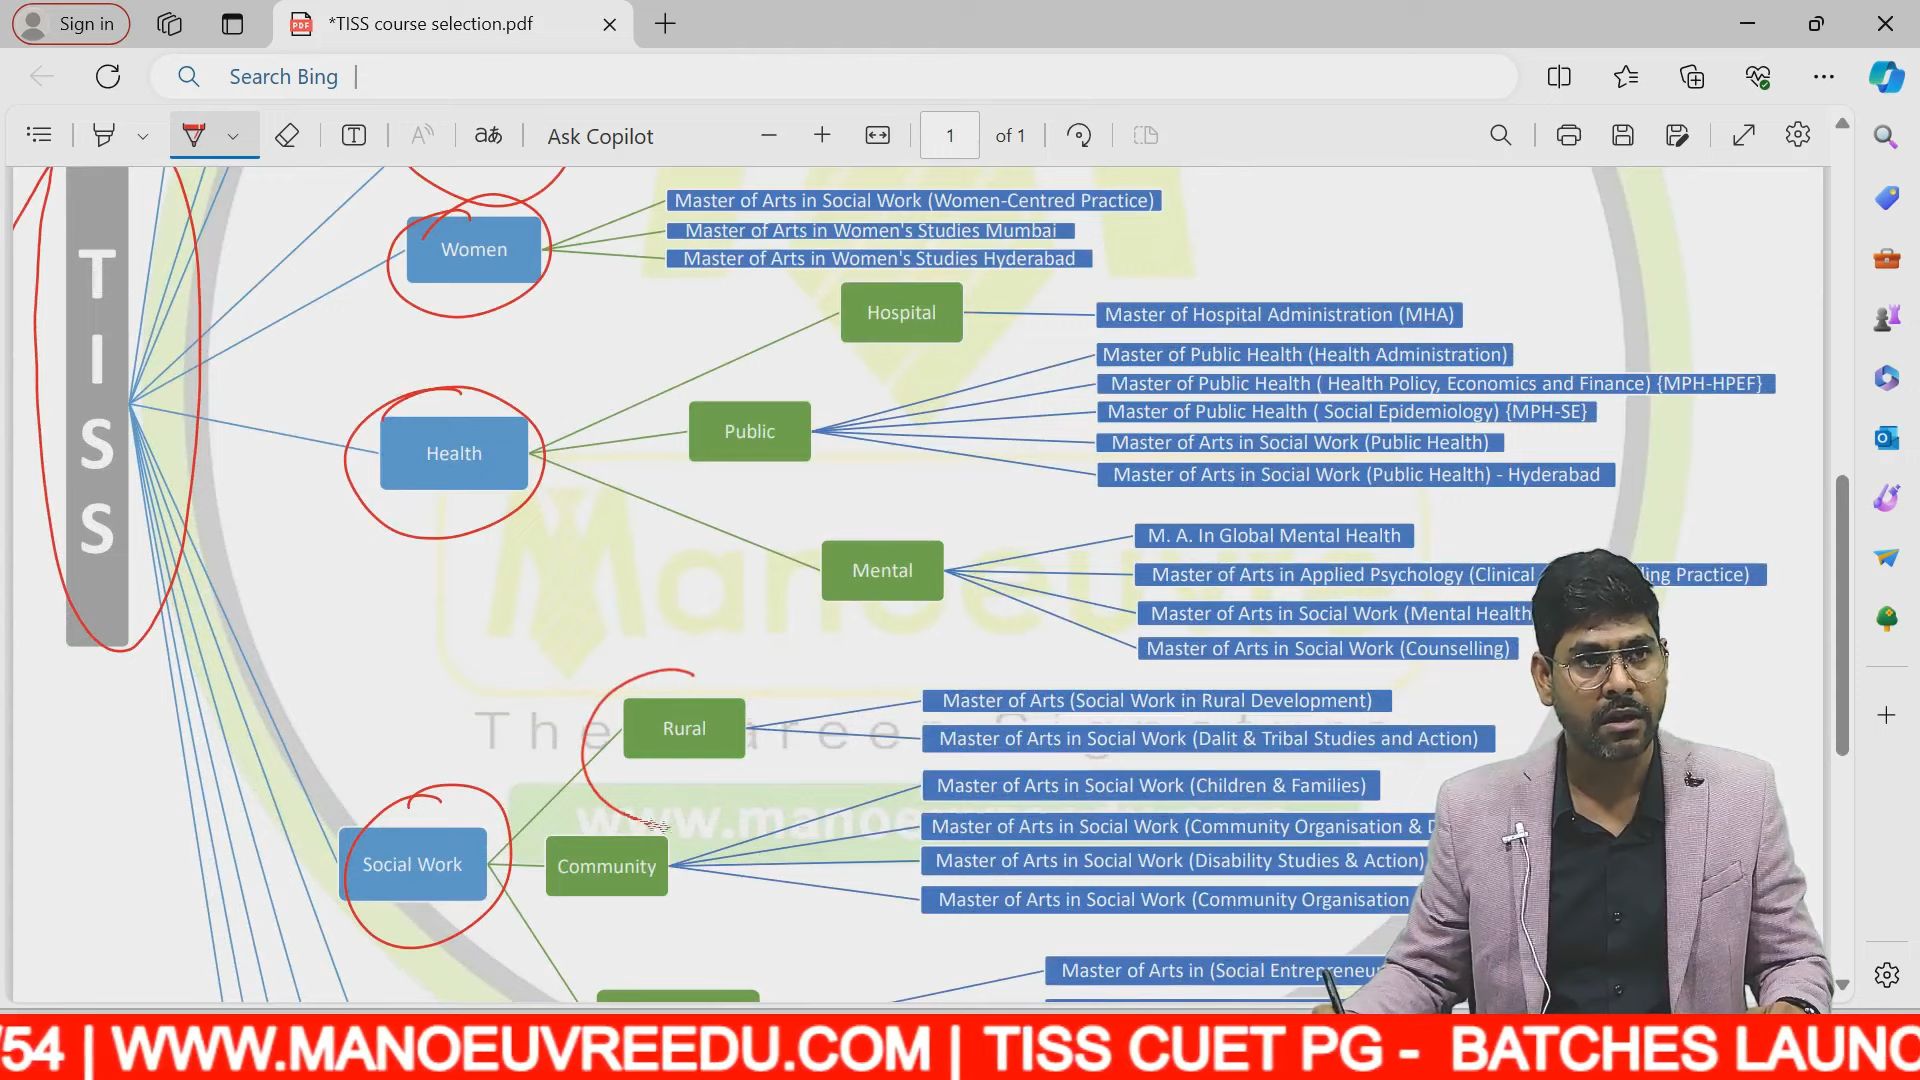 Sign in
*TISS course selection.pdf
Search Bing
Ask Copilot
1 of 1
TISS
Women
Master of Arts in Social Work (Women-Centred Practice)
Master of Arts in Women's Studies Mumbai
Master of Arts in Women's Studies Hyderabad
Health
Hospital
Master of Hospital Administration (MHA)
Public
Master of Public Health (Health Administration)
Master of Public Health ( Health Policy, Economics and Finance) {MPH-HPEF}
Master of Public Health ( Social Epidemiology) {MPH-SE}
Master of Arts in Social Work (Public Health)
Master of Arts in Social Work (Public Health) - Hyderabad
Mental
M. A. In Global Mental Health
Master of Arts in Applied Psychology (Clinical ling Practice)
Master of Arts in Social Work (Mental Health
Master of Arts in Social Work (Counselling)
Manoeuvre
The Career
www.manoe
Social Work
Rural
Master of Arts (Social Work in Rural Development)
Master of Arts in Social Work (Dalit & Tribal Studies and Action)
Community
Master of Arts in Social Work (Children & Families)
Master of Arts in Social Work (Community Organisation &
Master of Arts in Social Work (Disability Studies & Action)
Master of Arts in Social Work (Community Organisation
Master of Arts in (Social Entrepreneur
/54 | WWW.MANOEUVREEDU.COM | TISS CUET PG - BATCHES LAUNC